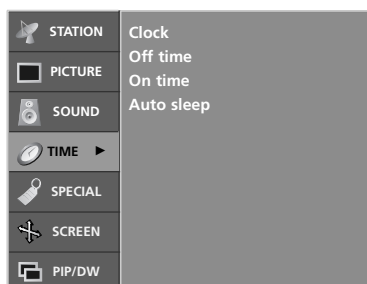 STATION
PICTURE
SOUND
TIME ►
SPECIAL
SCREEN
PIP/DW
Clock
Off time
On time
Auto sleep